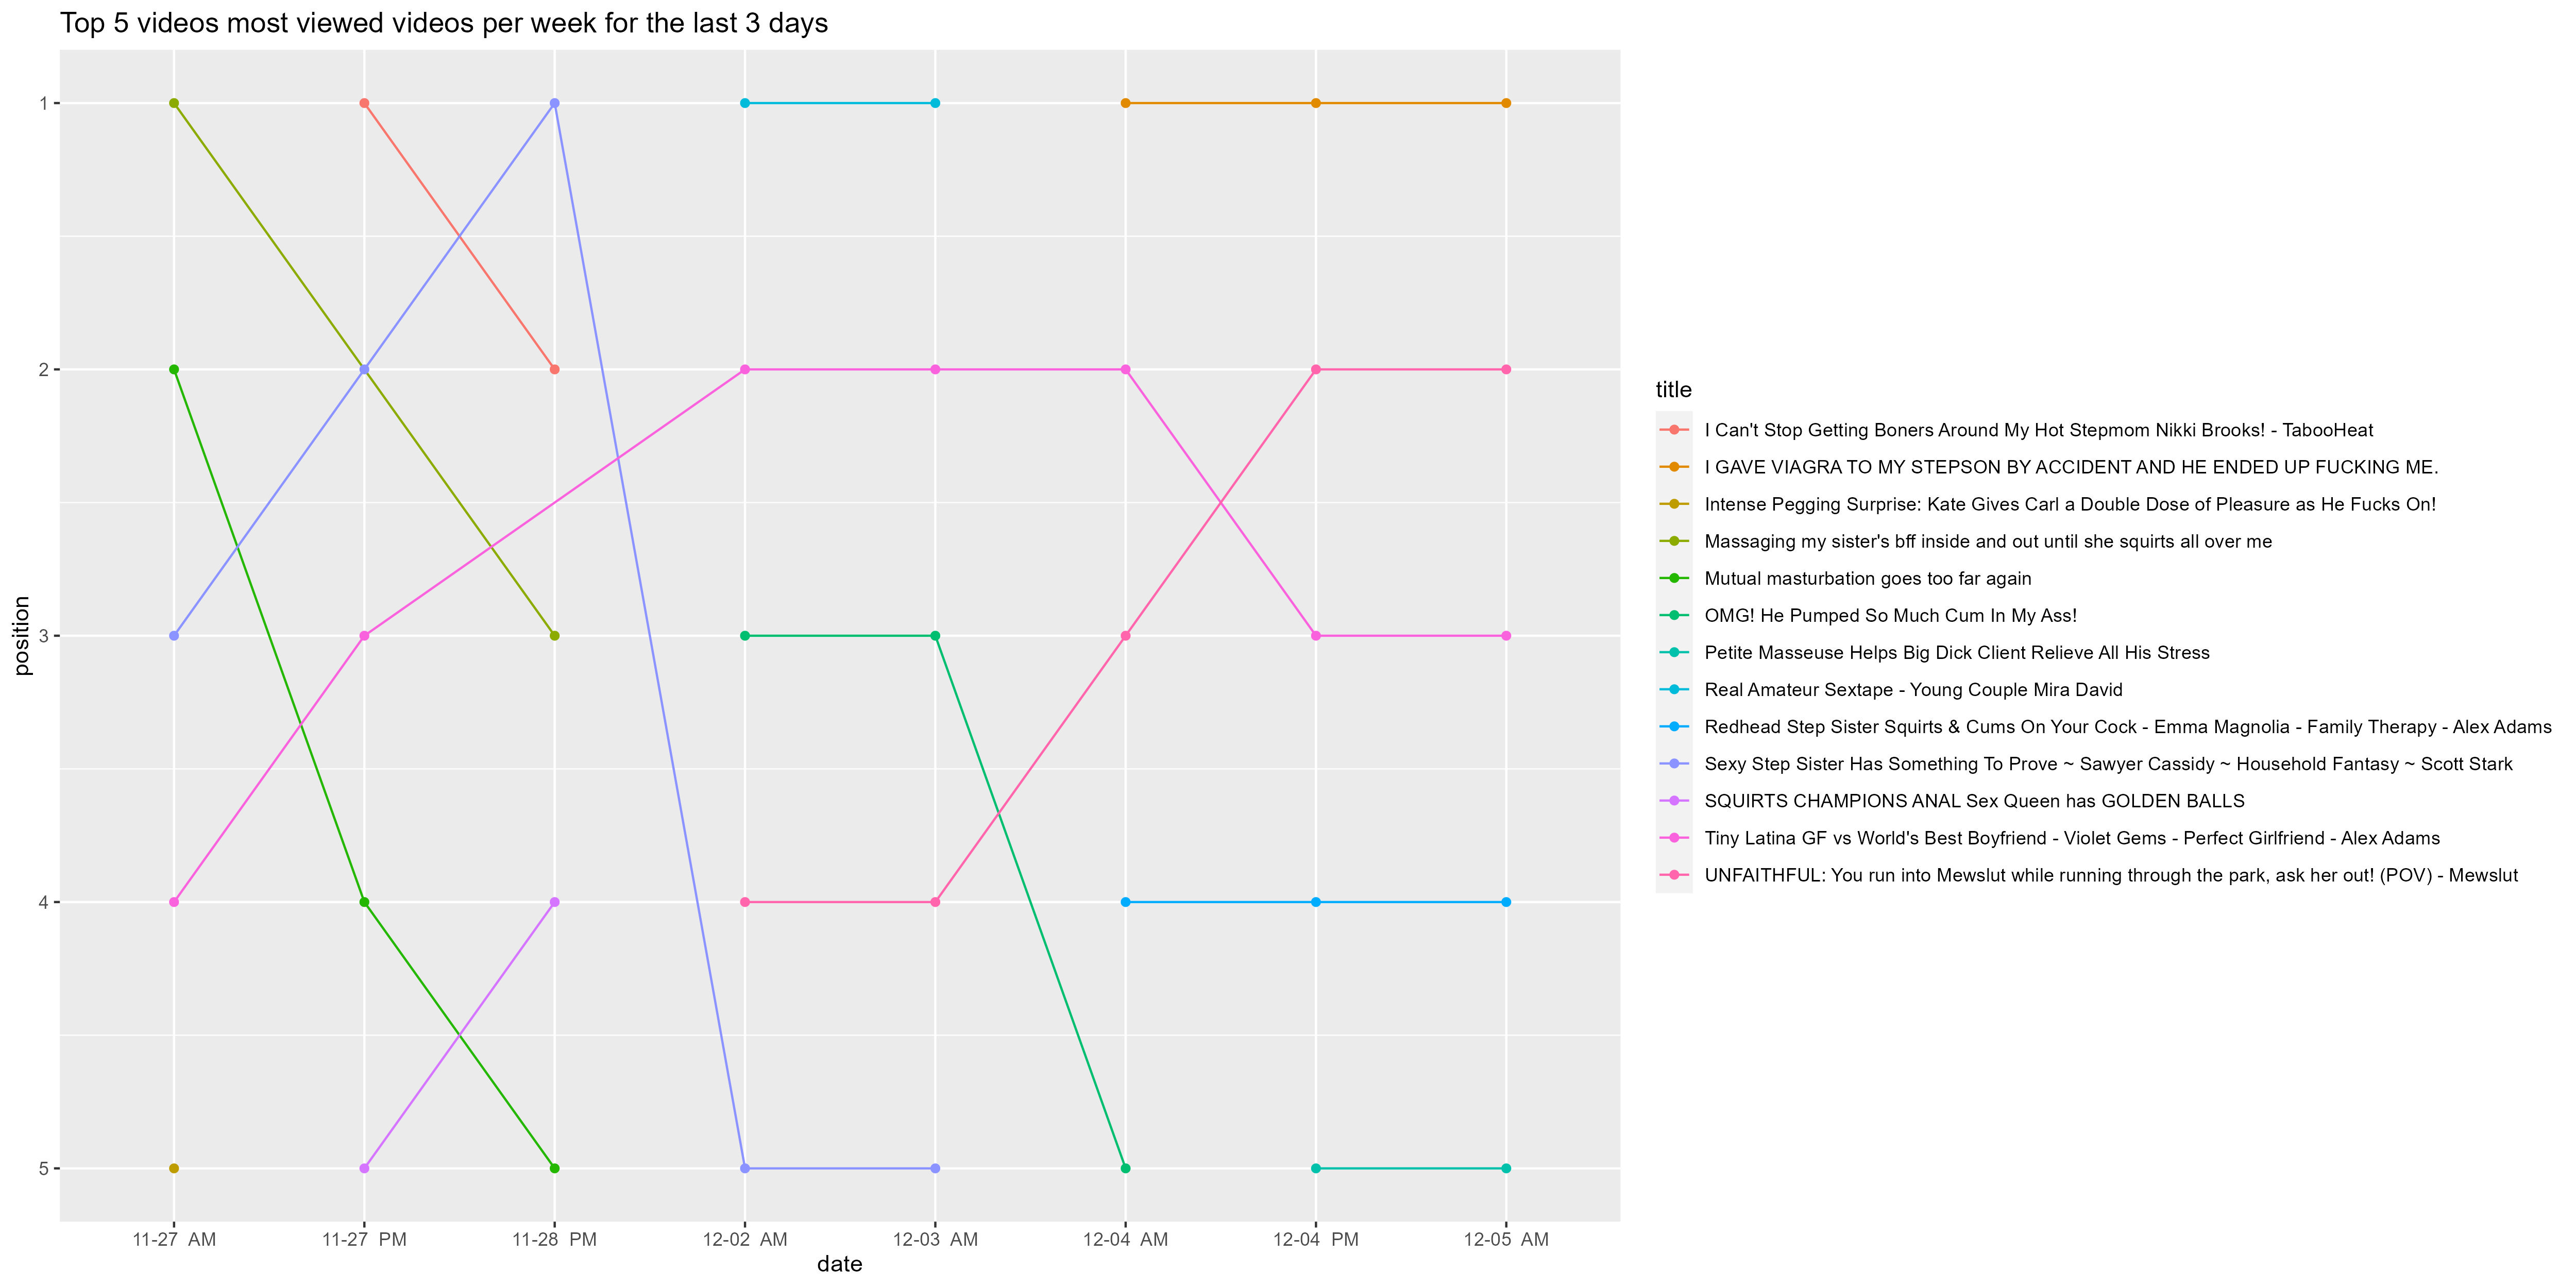 Top 5 videos most viewed videos per week for the last 3 days
position
1
2
3
4
5
11-27 AM
11-27 PM
11-28 PM
12-02 AM
12-03 AM
12-04 AM
12-04 PM
12-05 AM
date
title
I Can't Stop Getting Boners Around My Hot Stepmom Nikki Brooks! - TabooHeat
I GAVE VIAGRA TO MY STEPSON BY ACCIDENT AND HE ENDED UP FUCKING ME.
Intense Pegging Surprise: Kate Gives Carl a Double Dose of Pleasure as He Fucks On!
Massaging my sister's bff inside and out until she squirts all over me
Mutual masturbation goes too far again
OMG! He Pumped So Much Cum In My Ass!
Petite Masseuse Helps Big Dick Client Relieve All His Stress
Real Amateur Sextape - Young Couple Mira David
Redhead Step Sister Squirts & Cums On Your Cock - Emma Magnolia - Family Therapy - Alex Adams
Sexy Step Sister Has Something To Prove ~ Sawyer Cassidy ~ Household Fantasy ~ Scott Stark
SQUIRTS CHAMPIONS ANAL Sex Queen has GOLDEN BALLS
Tiny Latina GF vs World's Best Boyfriend - Violet Gems - Perfect Girlfriend - Alex Adams
UNFAITHFUL: You run into Mewslut while running through the park, ask her out! (POV) - Mewslut